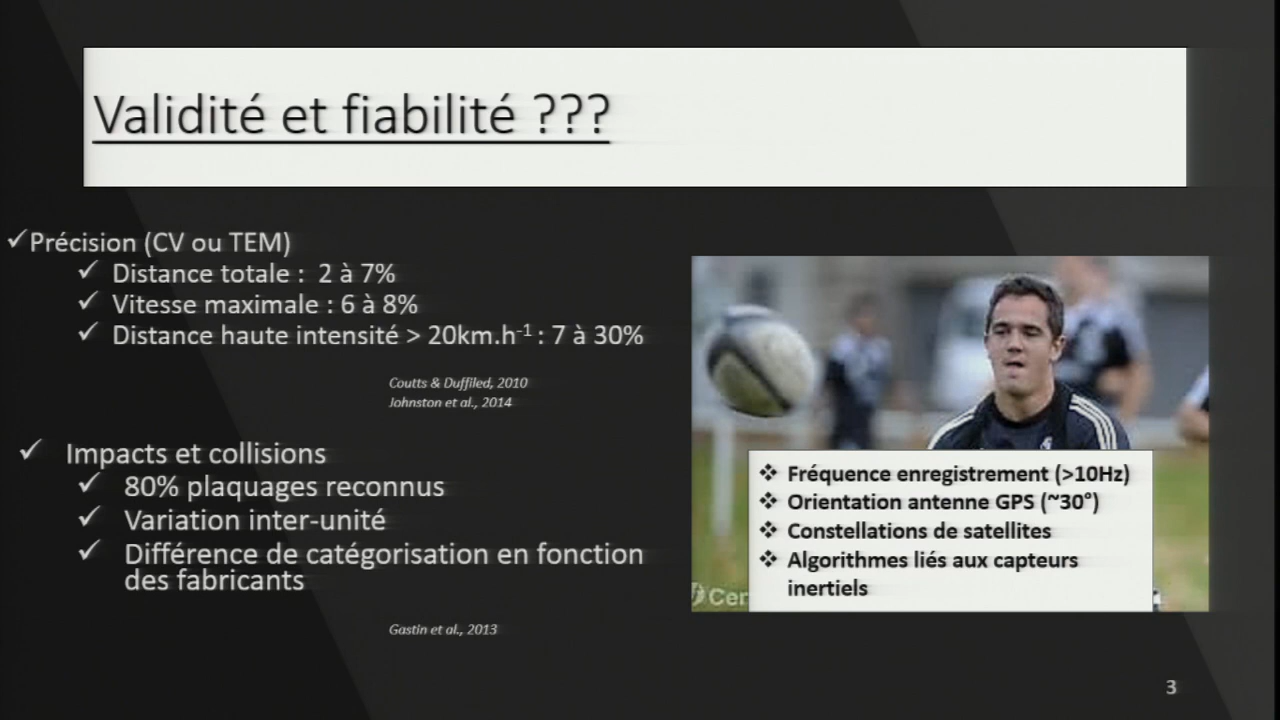 Validité et fiabilité ???
Précision (CV ou TEM)
Distance totale : 2 à 7%
Vitesse maximale : 6 à 8%
Distance haute intensité > 20km.h-1 : 7 à 30%
Coutts & Duffiled, 2010
Johnston et al., 2014
Impacts et collisions
80% plaquages reconnus
Variation inter-unité
Différence de catégorisation en fonction
des fabricants
Gastin et al., 2013
Fréquence enregistrement (>10Hz)
Orientation antenne GPS (~30°)
Constellations de satellites
Algorithmes liés aux capteurs
inertiels
Cer
3